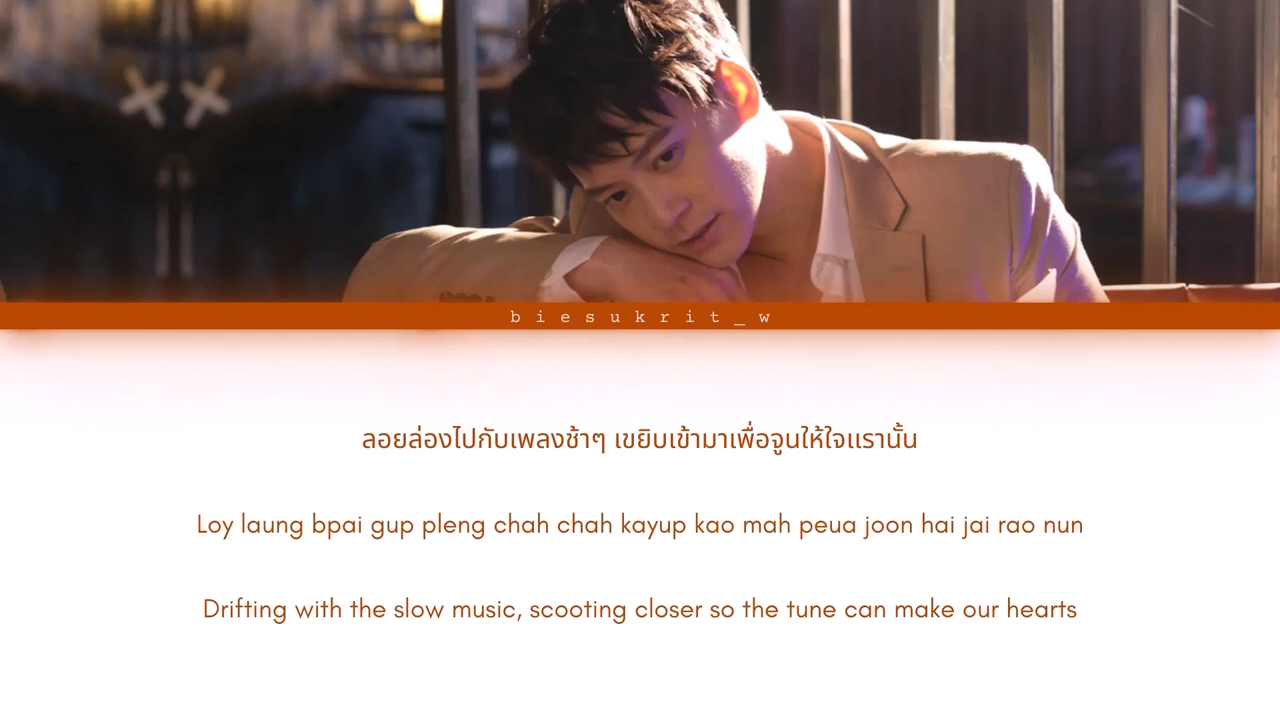 b i e s u k r i t _ w
ลอยล่องไปกับเพลงช้าๆ เขยิบเข้ามาเพื่อจูนให้ใจแรานั้น
Loy laung bpai gup pleng chah chah kayup kao mah peua joon hai jai rao nun
Drifting with the slow music, scooting closer so the tune can make our hearts